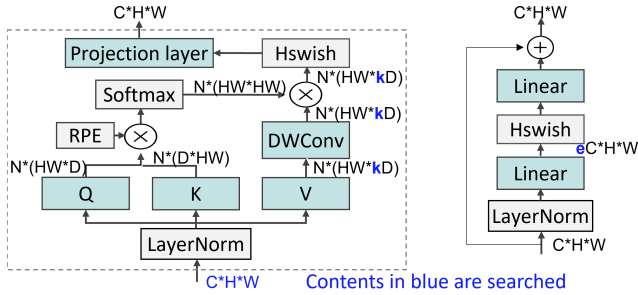 C*H*W
Projection layer
Hswish
N*(HW*kD)
Softmax
N*(HW*HW)
N*(HW*kD)
RPE
DWConv
N*(HW*D)
N*(D*HW)
N*(HW*kD)
Q
K
V
LayerNorm
C*H*W
C*H*W
Linear
Hswish
eC*H*W
Linear
LayerNorm
C*H*W
Contents in blue are searched